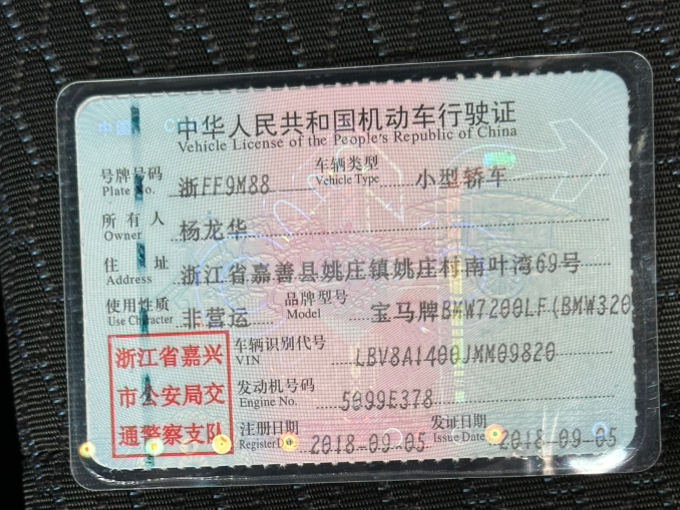 中华人民共和国机动车行驶证
Vehicle License of the People's Republic of China
号牌号码 Plate No. 浙FF9M88 车辆类型 Vehicle Type 小型轿车
所有人 Owner 杨龙华
住址 Address 浙江省嘉善县姚庄镇姚庄村南叶湾69号
使用性质 Use Character 非营运 品牌型号 Model 宝马牌BMW7200LF(BMW320
车辆识别代号 VIN LBV8A1400JMM09820
发动机号码 Engine No. 5099E378
注册日期 Register Da 2018-09-05 发证日期 Issue Date 2018-09-05
浙江省嘉兴
市公安局交
通警察支队